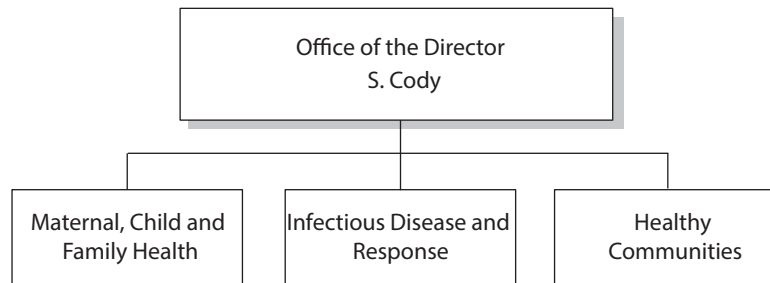 Office of the Director
S. Cody
Maternal, Child and
Family Health
Infectious Disease and
Response
Healthy
Communities